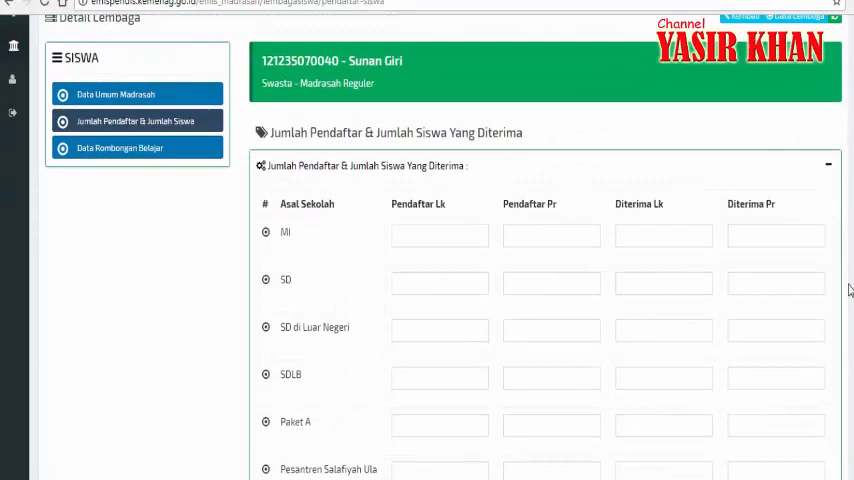 emispendis.kemenag.go.id/emis_madrasah/lembagasiswa/pendaftar-siswa
Detail Lembaga
Kembali
Data Lembaga
Channel
YASIR KHAN
SISWA
Data Umum Madrasah
Jumlah Pendaftar & Jumlah Siswa
Data Rombongan Belajar
121235070040 - Sunan Giri
Swasta - Madrasah Reguler
Jumlah Pendaftar & Jumlah Siswa Yang Diterima
Jumlah Pendaftar & Jumlah Siswa Yang Diterima :
# Asal Sekolah Pendaftar Lk Pendaftar Pr Diterima Lk Diterima Pr
MI
SD
SD di Luar Negeri
SDLB
Paket A
Pesantren Salafiyah Ula